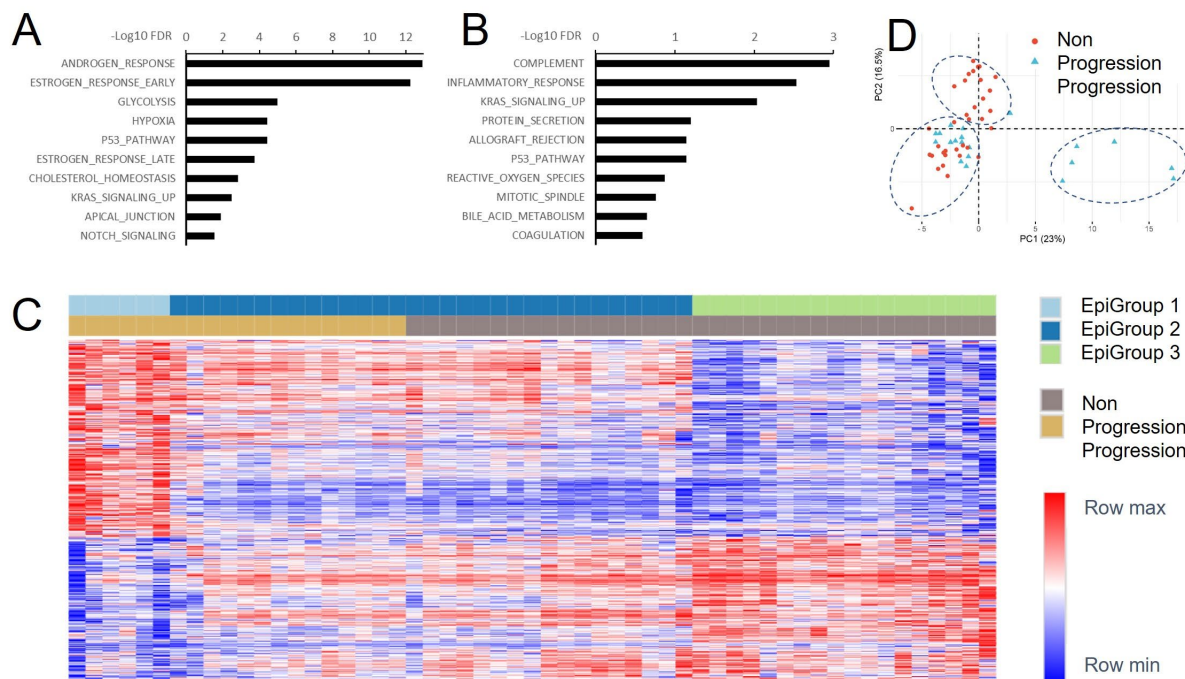 A
-Log10 FDR
0 2 4 6 8 10 12
ANDROGEN_RESPONSE
ESTROGEN_RESPONSE_EARLY
GLYCOLYSIS
HYPOXIA
P53_PATHWAY
ESTROGEN_RESPONSE_LATE
CHOLESTEROL_HOMEOSTASIS
KRAS_SIGNALING_UP
APICAL_JUNCTION
NOTCH_SIGNALING
B
-Log10 FDR
0 1 2 3
COMPLEMENT
INFLAMMATORY_RESPONSE
KRAS_SIGNALING_UP
PROTEIN_SECRETION
ALLOGRAFT_REJECTION
P53_PATHWAY
REACTIVE_OXYGEN_SPECIES
MITOTIC_SPINDLE
BILE_ACID_METABOLISM
COAGULATION
D
Non
Progression
Progression
PC2 (16.5%)
0
-5 0 5 10 15
PC1 (23%)
C
EpiGroup 1
EpiGroup 2
EpiGroup 3
Non
Progression
Progression
Row max
Row min